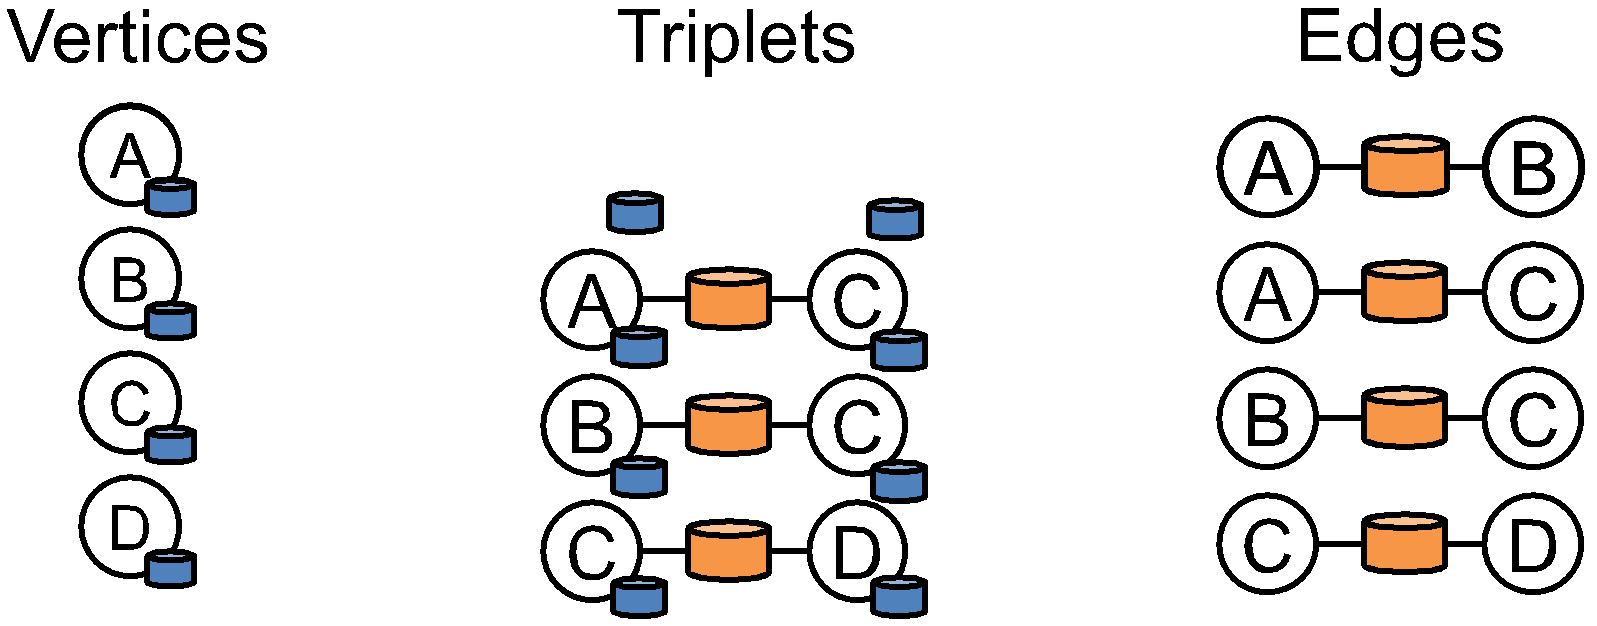 Vertices
A
B
C
D
Triplets
A C
B C
C D
Edges
A B
A C
B C
C D